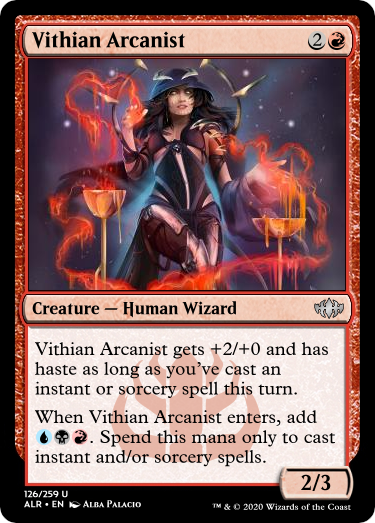 Vithian Arcanist 2
Creature — Human Wizard
Vithian Arcanist gets +2/+0 and has
haste as long as you've cast an
instant or sorcery spell this turn.
When Vithian Arcanist enters, add
. Spend this mana only to cast
instant and/or sorcery spells.
2/3
126/259 U
ALR • EN Alba Palacio
™ & © 2020 Wizards of the Coast